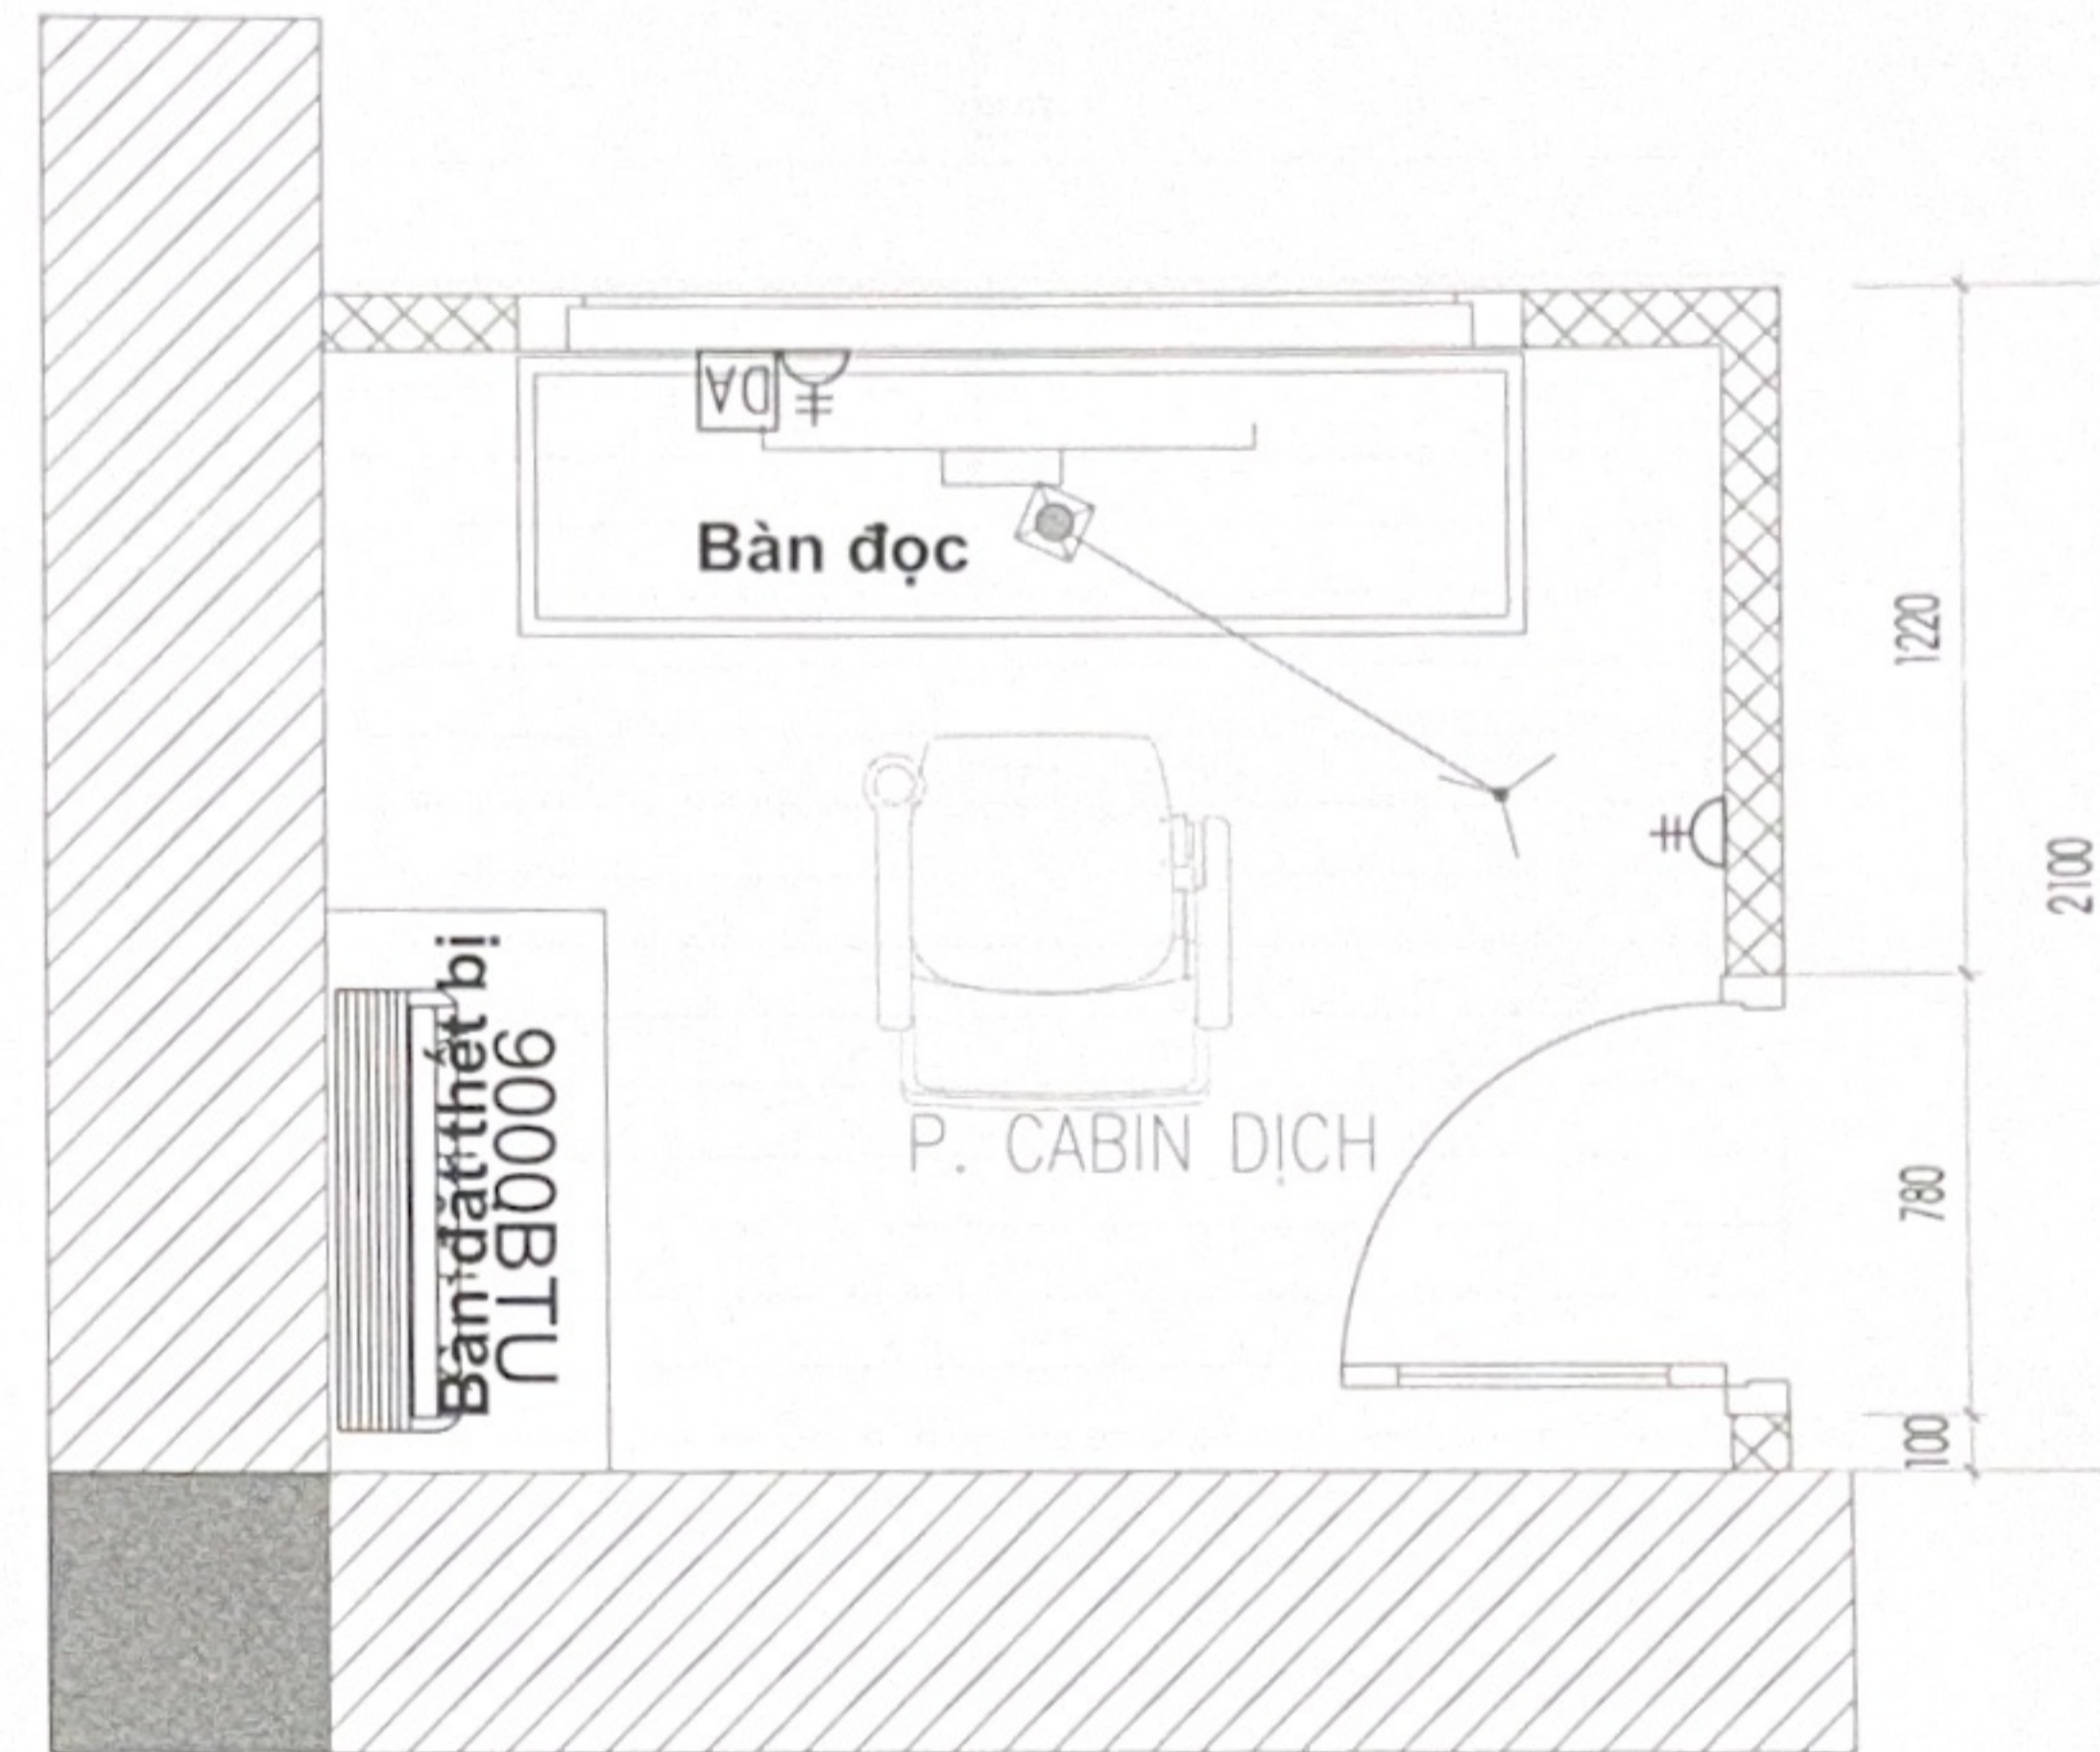 DA
Bàn đọc
1220
2100
Bàn đặt thiết bị
9000BTU
P. CABIN DỊCH
780
100